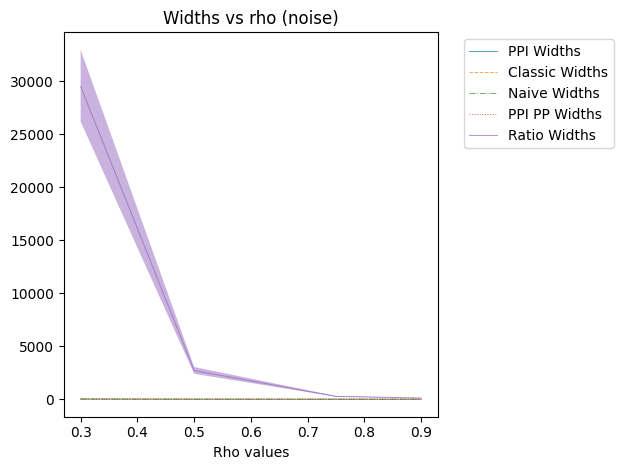 Widths vs rho (noise)
30000
25000
20000
15000
10000
5000
0
0.3 0.4 0.5 0.6 0.7 0.8 0.9
Rho values
PPI Widths
Classic Widths
Naive Widths
PPI PP Widths
Ratio Widths